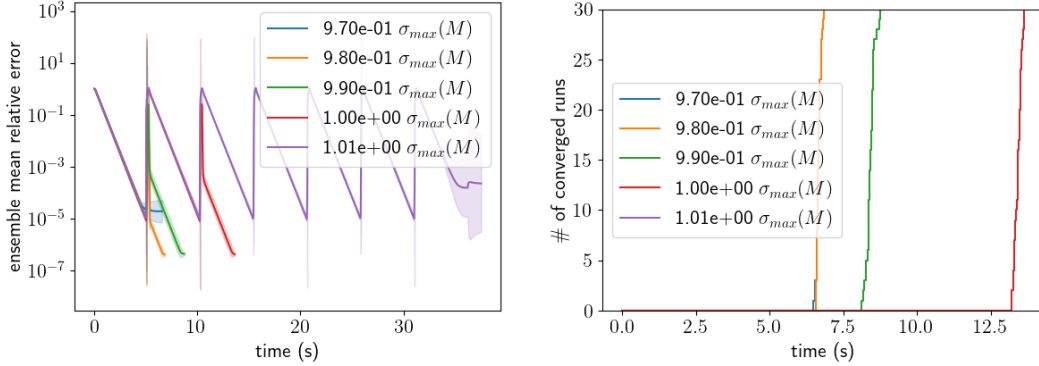 ensemble mean relative error
10³
10¹
10⁻¹
10⁻³
10⁻⁵
10⁻⁷
9.70e-01 σ_max(M)
9.80e-01 σ_max(M)
9.90e-01 σ_max(M)
1.00e+00 σ_max(M)
1.01e+00 σ_max(M)
0 10 20 30
time (s)
# of converged runs
30
25
20
15
10
5
0
9.70e-01 σ_max(M)
9.80e-01 σ_max(M)
9.90e-01 σ_max(M)
1.00e+00 σ_max(M)
1.01e+00 σ_max(M)
0.0 2.5 5.0 7.5 10.0 12.5
time (s)